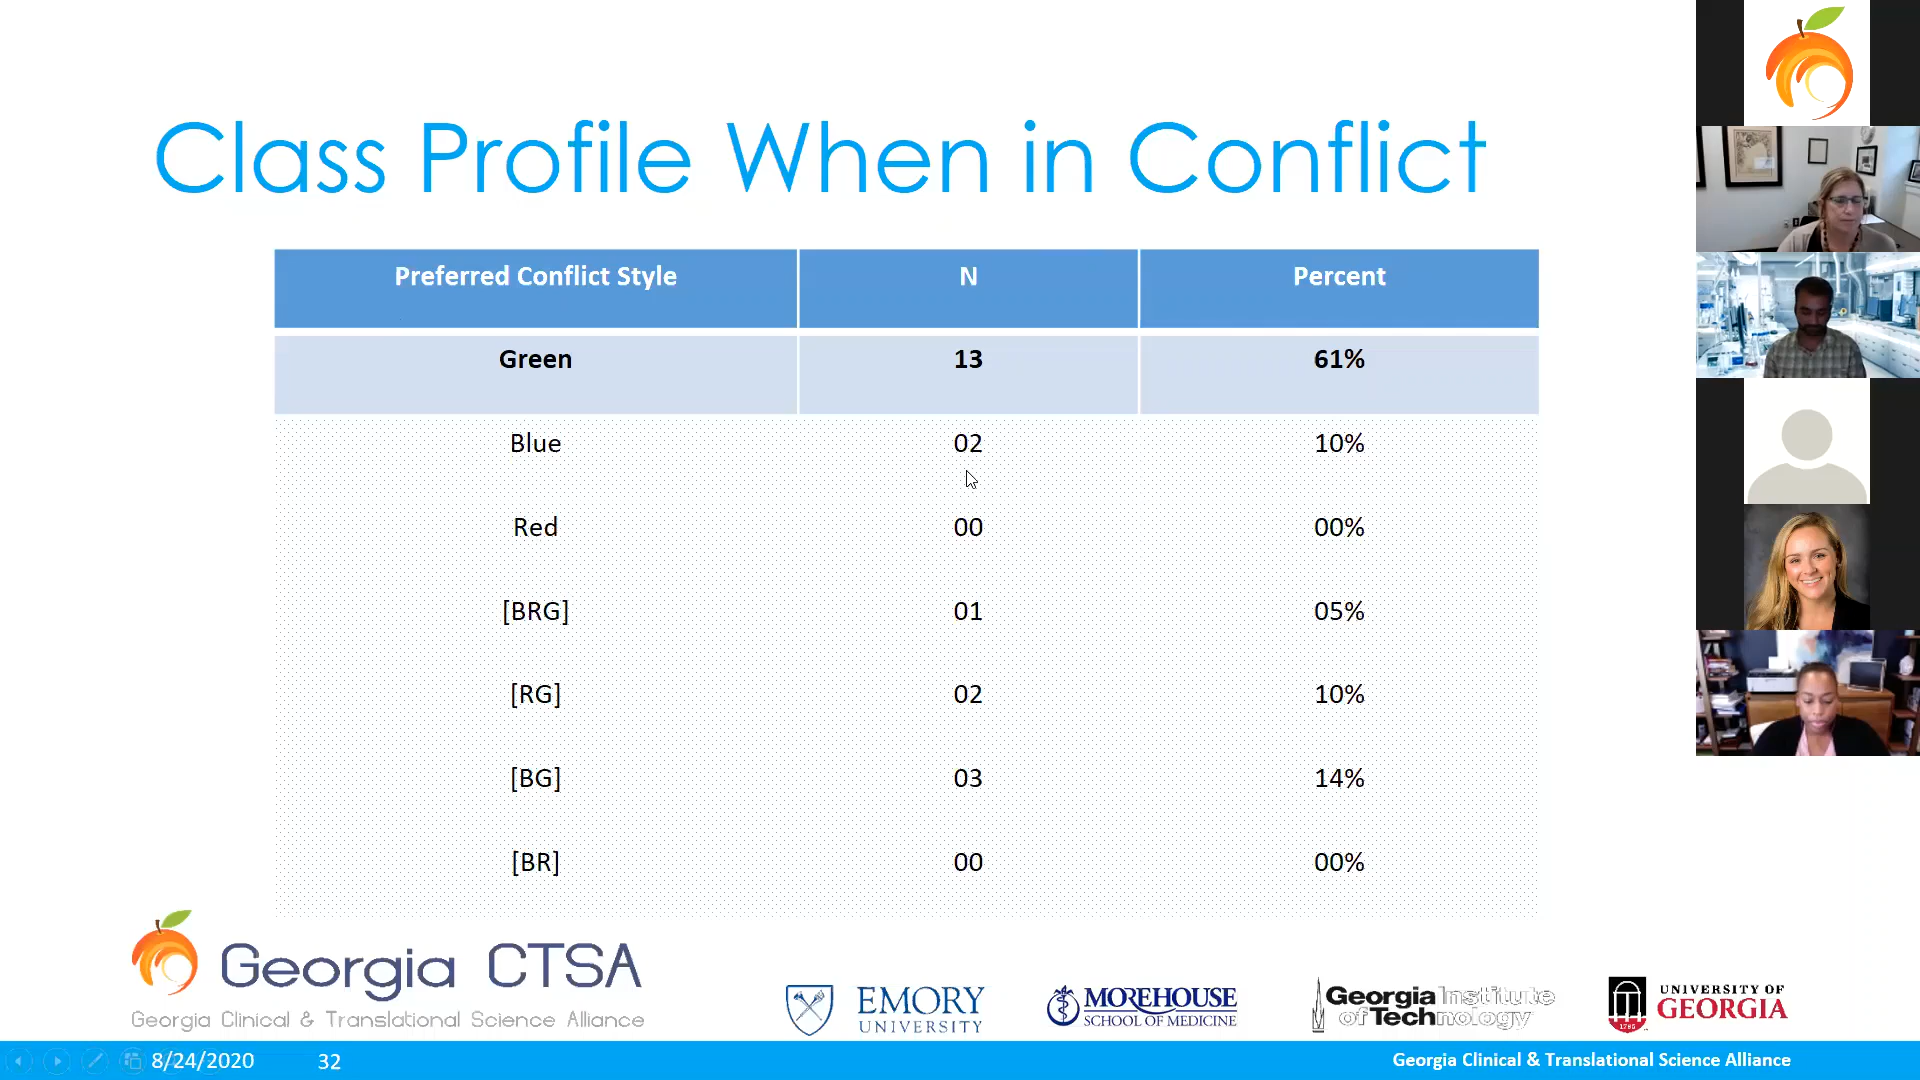 Class Profile When in Conflict
Preferred Conflict Style N Percent
Green 13 61%
Blue 02 10%
Red 00 00%
[BRG] 01 05%
[RG] 02 10%
[BG] 03 14%
[BR] 00 00%
Georgia CTSA
Georgia Clinical & Translational Science Alliance
EMORY
UNIVERSITY
MOREHOUSE
SCHOOL OF MEDICINE
Georgia Institute
of Technology
1785
UNIVERSITY OF
GEORGIA
8/24/2020 32 Georgia Clinical & Translational Science Alliance